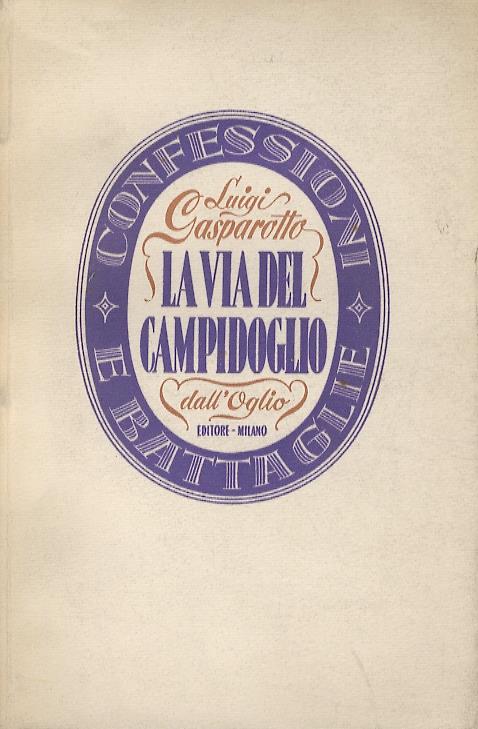 CONFESSIONI
Luigi
Gasparotto
LA VIA DEL
CAMPIDOGLIO
dall'Oglio
EDITORE - MILANO
E BATTAGLIE